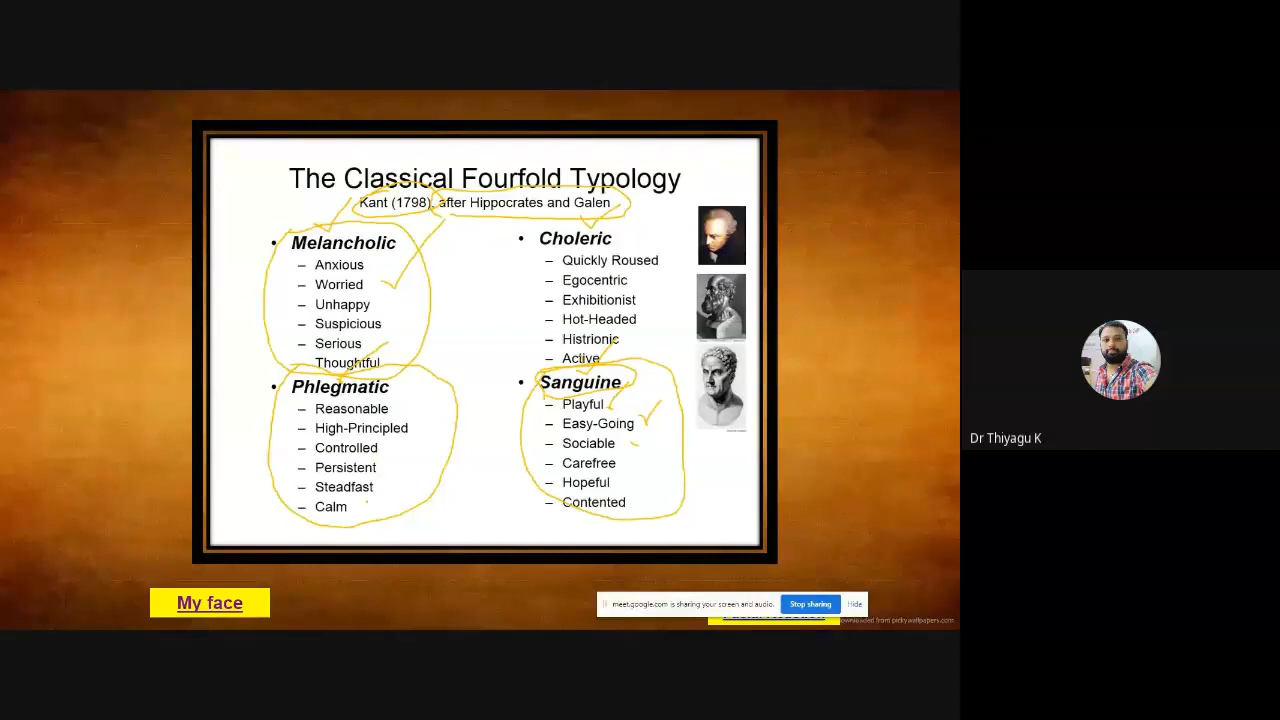 The Classical Fourfold Typology
Kant (1798), after Hippocrates and Galen
• Melancholic
– Anxious
– Worried
– Unhappy
– Suspicious
– Serious
– Thoughtful
• Phlegmatic
– Reasonable
– High-Principled
– Controlled
– Persistent
– Steadfast
– Calm
• Choleric
– Quickly Roused
– Egocentric
– Exhibitionist
– Hot-Headed
– Histrionic
– Active
• Sanguine
– Playful
– Easy-Going
– Sociable
– Carefree
– Hopeful
– Contented
Dr Thiyagu K
My face
meet.google.com is sharing your screen and audio. Stop sharing Hide
from pinkywallpapers.com